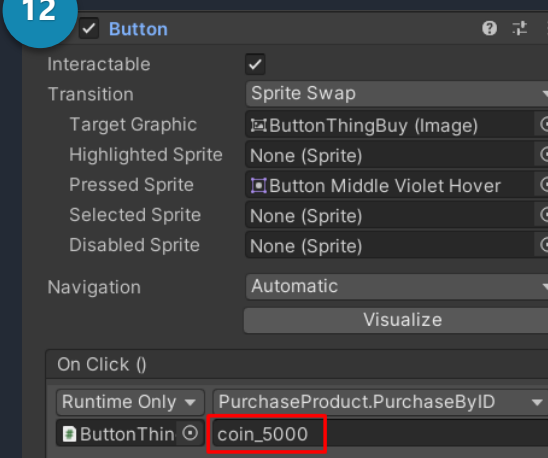 12
Button
Interactable
Transition Sprite Swap
Target Graphic ButtonThingBuy (Image)
Highlighted Sprite None (Sprite)
Pressed Sprite Button Middle Violet Hover
Selected Sprite None (Sprite)
Disabled Sprite None (Sprite)
Navigation Automatic
Visualize
On Click ()
Runtime Only PurchaseProduct.PurchaseByID
ButtonThin coin_5000